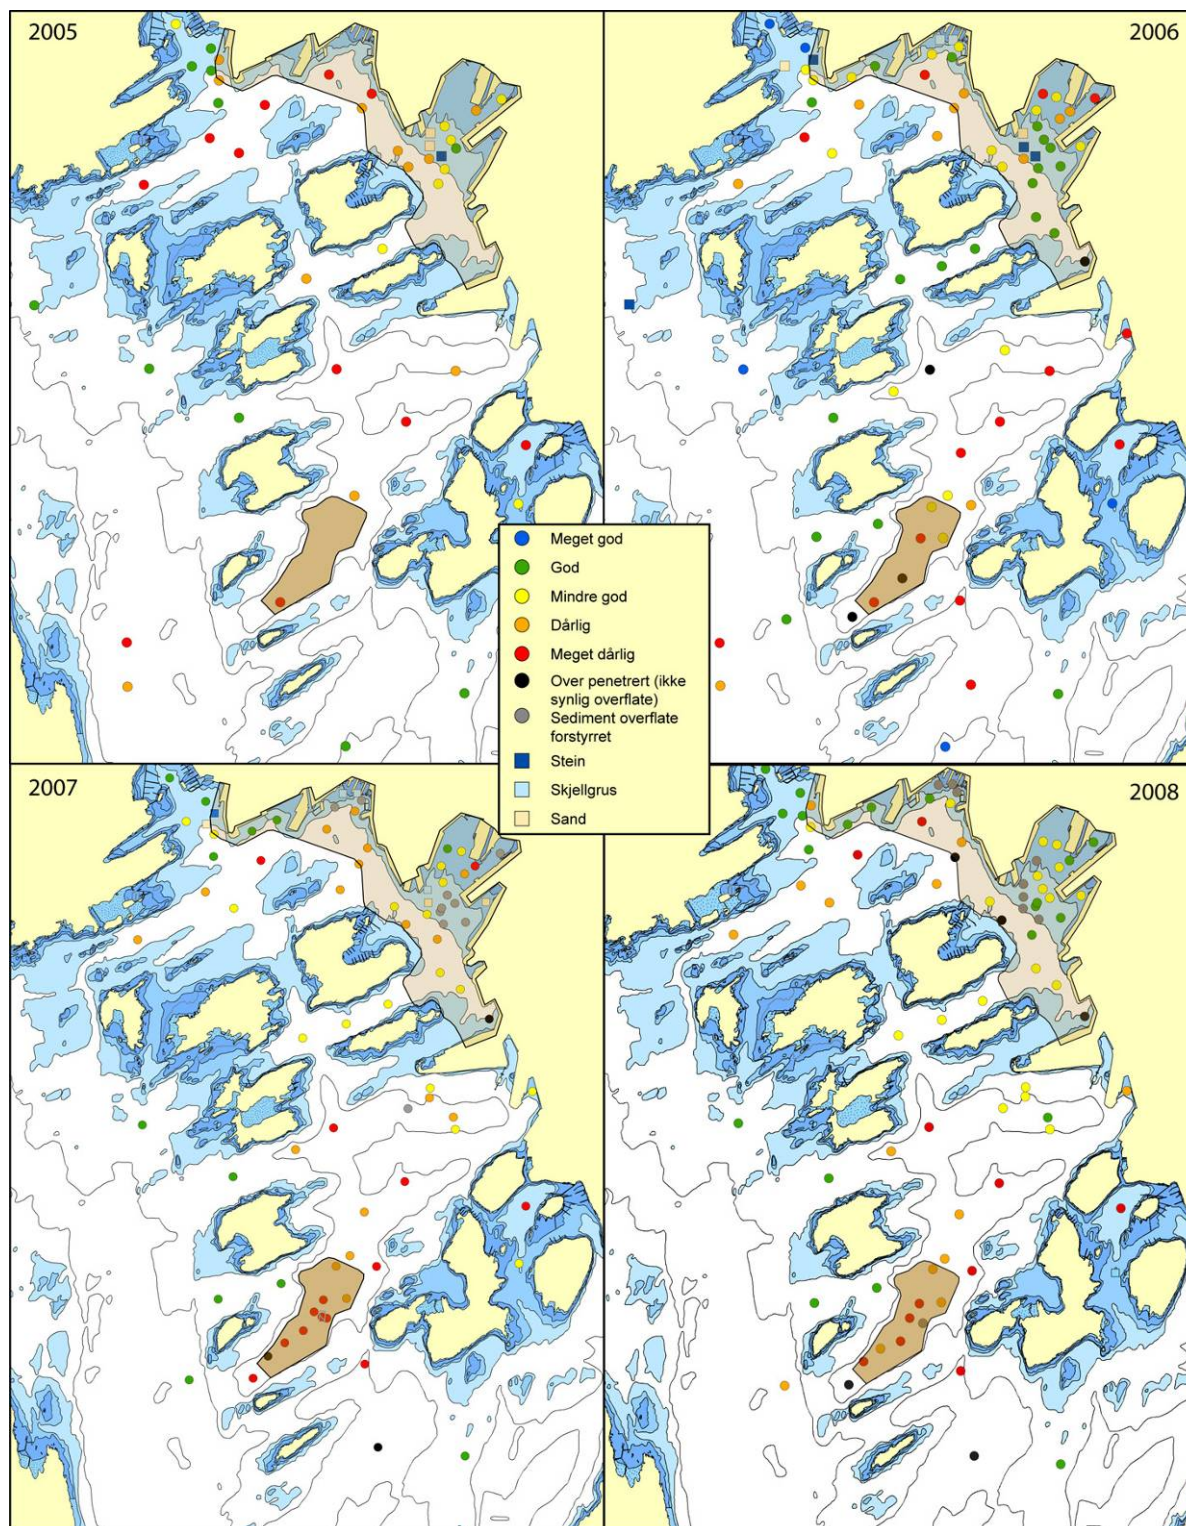 2005
2006
Meget god
God
Mindre god
Dårlig
Meget dårlig
Over penetrert (ikke
synlig overflate)
Sediment overflate
forstyrret
Stein
Skjellgrus
Sand
2007
2008